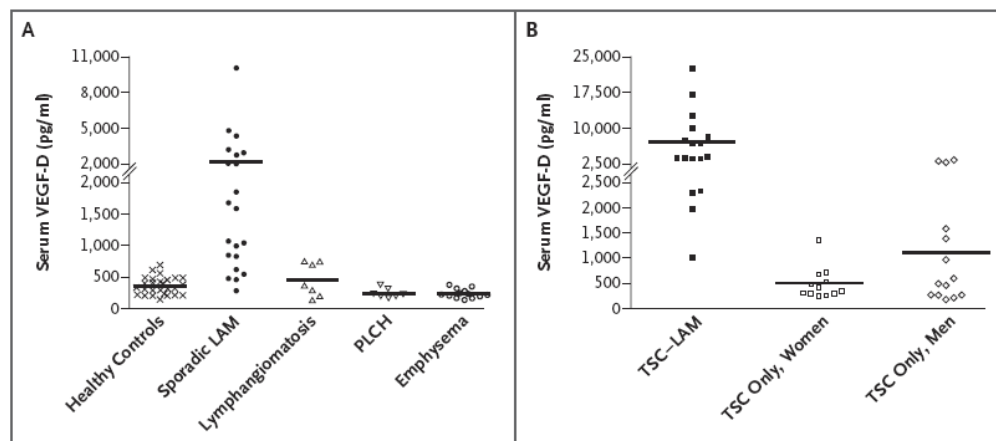 A
Serum VEGF-D (pg/ml)
11,000
8,000
5,000
2,000
2,000
1,500
1,000
500
0
Healthy Controls
Sporadic LAM
Lymphangiomatosis
PLCH
Emphysema
B
Serum VEGF-D (pg/ml)
25,000
17,500
10,000
2,500
2,500
2,000
1,500
1,000
500
0
TSC–LAM
TSC Only, Women
TSC Only, Men